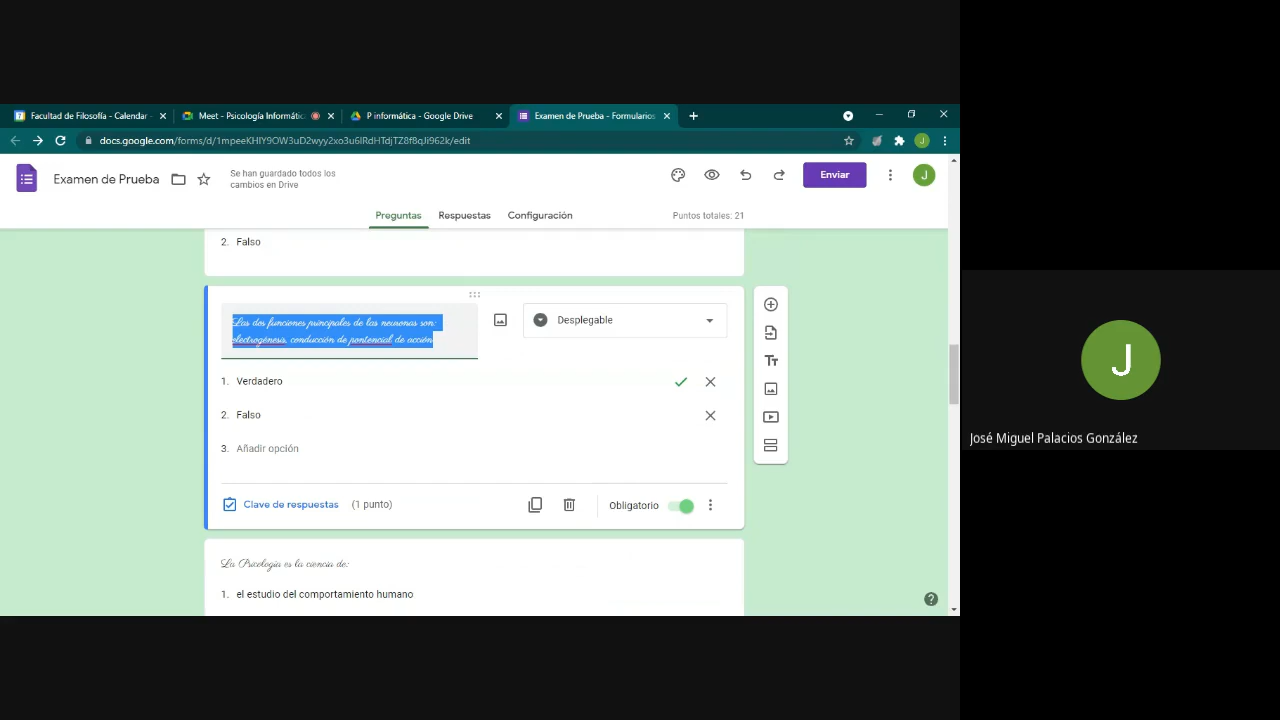 Facultad de Filosofía - Calendar
Meet - Psicología Informátic
P informática - Google Drive
Examen de Prueba - Formularios
docs.google.com/forms/d/1mpeeKHIY9OW3uD2wyy2xo3u6lRdHTdjTZ8f8qJi962k/edit
Examen de Prueba
Se han guardado todos los
cambios en Drive
Enviar
J
Preguntas
Respuestas
Configuración
Puntos totales: 21
2. Falso
Las dos funciones principales de las neuronas son:
electrogénesis, conducción de pontencial de acción
Desplegable
1. Verdadero
2. Falso
3. Añadir opción
Clave de respuestas (1 punto)
Obligatorio
La Psicología es la ciencia de:
1. el estudio del comportamiento humano
J
José Miguel Palacios González